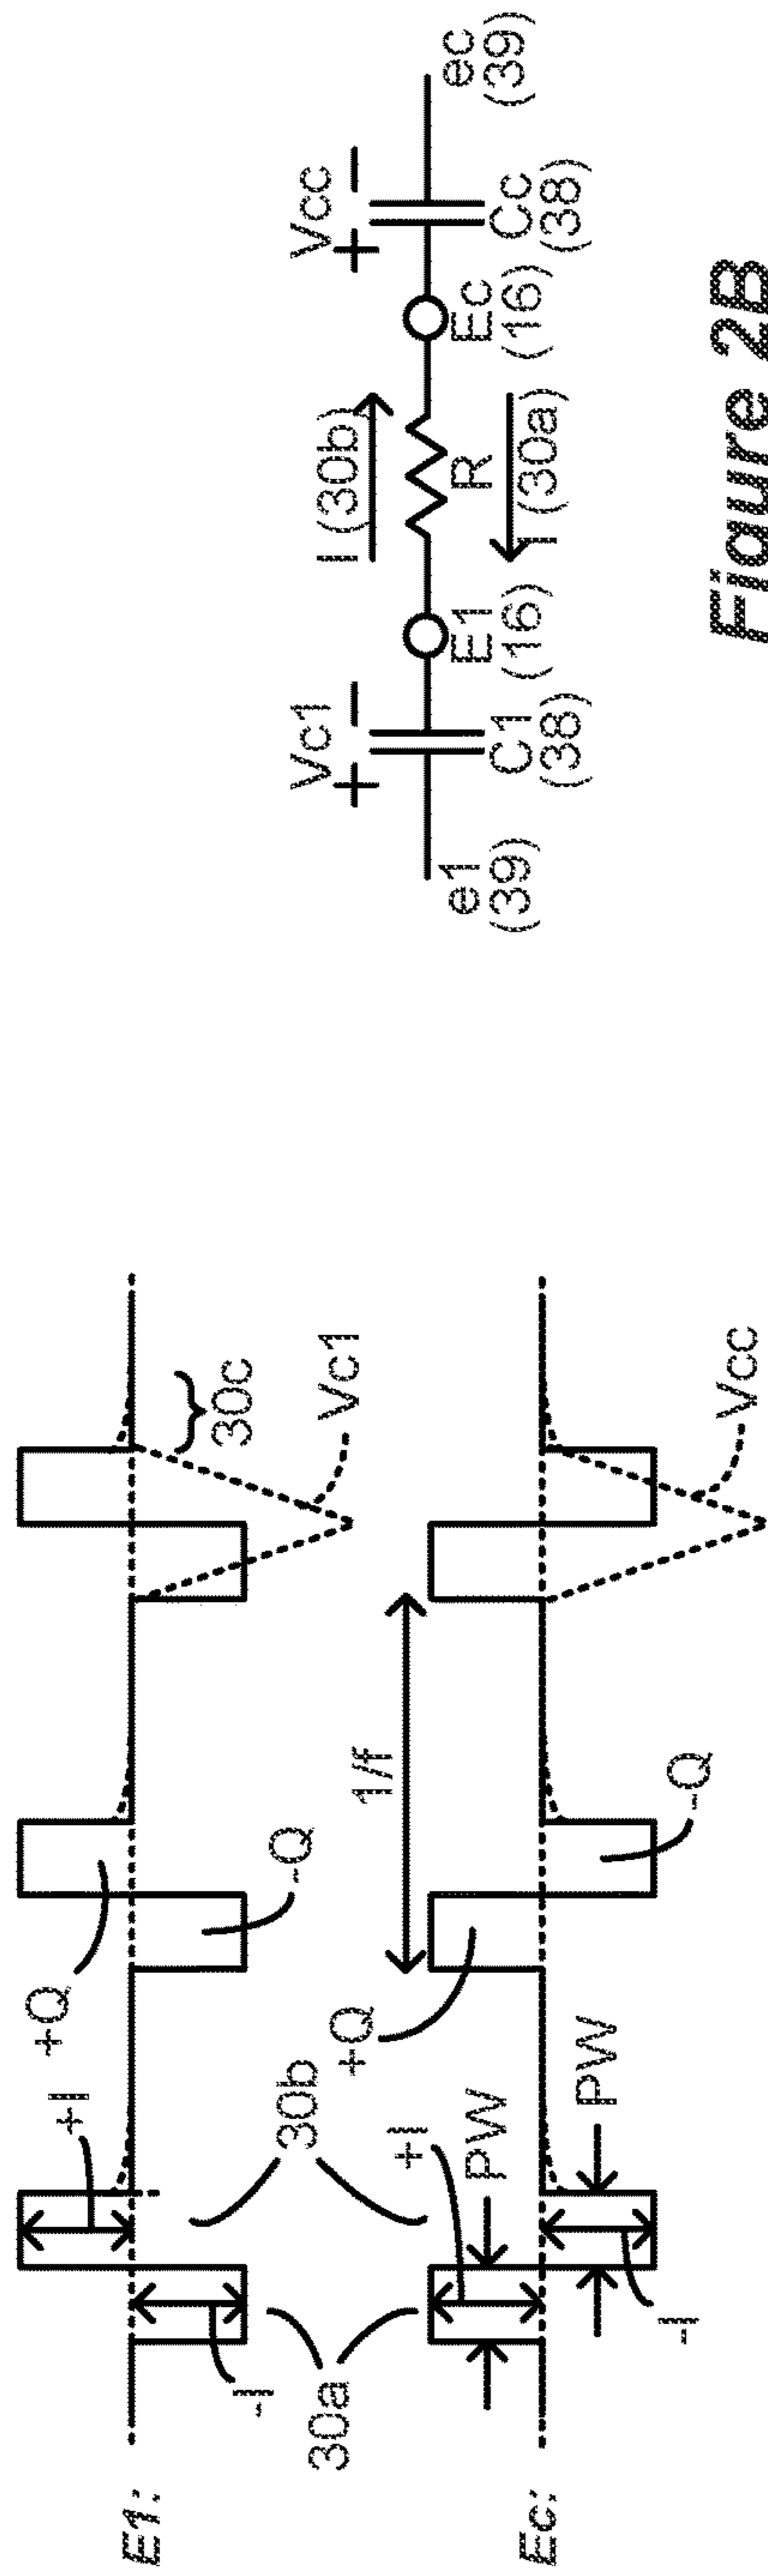 E1:
-I
+I
+Q
-Q
30c
Vc1
30a
30b
1/f
Ec:
+I
PW
+Q
-I
PW
-Q
Vcc
Vc1
+ −
I (30b)
Vcc
+ −
e1
(39)
C1
(38)
E1
(16)
R
I (30a)
Ec
(16)
Cc
(38)
ec
(39)
Figure 2B